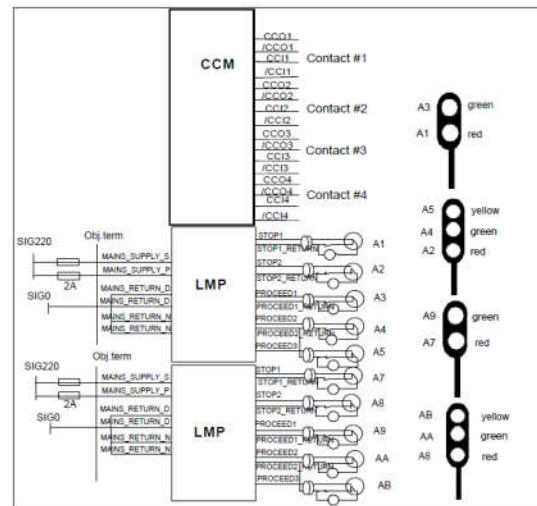 CCM
CCO1
/CCO1
CCI1
/CCI1
Contact #1
CCO2
/CCO2
CCI2
/CCI2
Contact #2
CCO3
/CCO3
CCI3
/CCI3
Contact #3
CCO4
/CCO4
CCI4
/CCI4
Contact #4
Obj.term
SIG220
2A
SIG0
MAINS_SUPPLY_S
MAINS_SUPPLY_P
MAINS_RETURN_D
MAINS_RETURN_D
MAINS_RETURN_N
MAINS_RETURN_N
LMP
STOP1
STOP1_RETURN
STOP2
STOP2_RETURN
PROCEED1
PROCEED1_RETURN
PROCEED2
PROCEED2_RETURN
PROCEED3
A1
A2
A3
A4
A5
Obj.term
SIG220
2A
SIG0
MAINS_SUPPLY_S
MAINS_SUPPLY_P
MAINS_RETURN_D
MAINS_RETURN_D
MAINS_RETURN_N
MAINS_RETURN_N
LMP
STOP1
STOP1_RETURN
STOP2
STOP2_RETURN
PROCEED1
PROCEED1_RETURN
PROCEED2
PROCEED2_RETURN
PROCEED3
A7
A8
A9
AA
AB
A3 green
A1 red
A5 yellow
A4 green
A2 red
A9 green
A7 red
AB yellow
AA green
A8 red